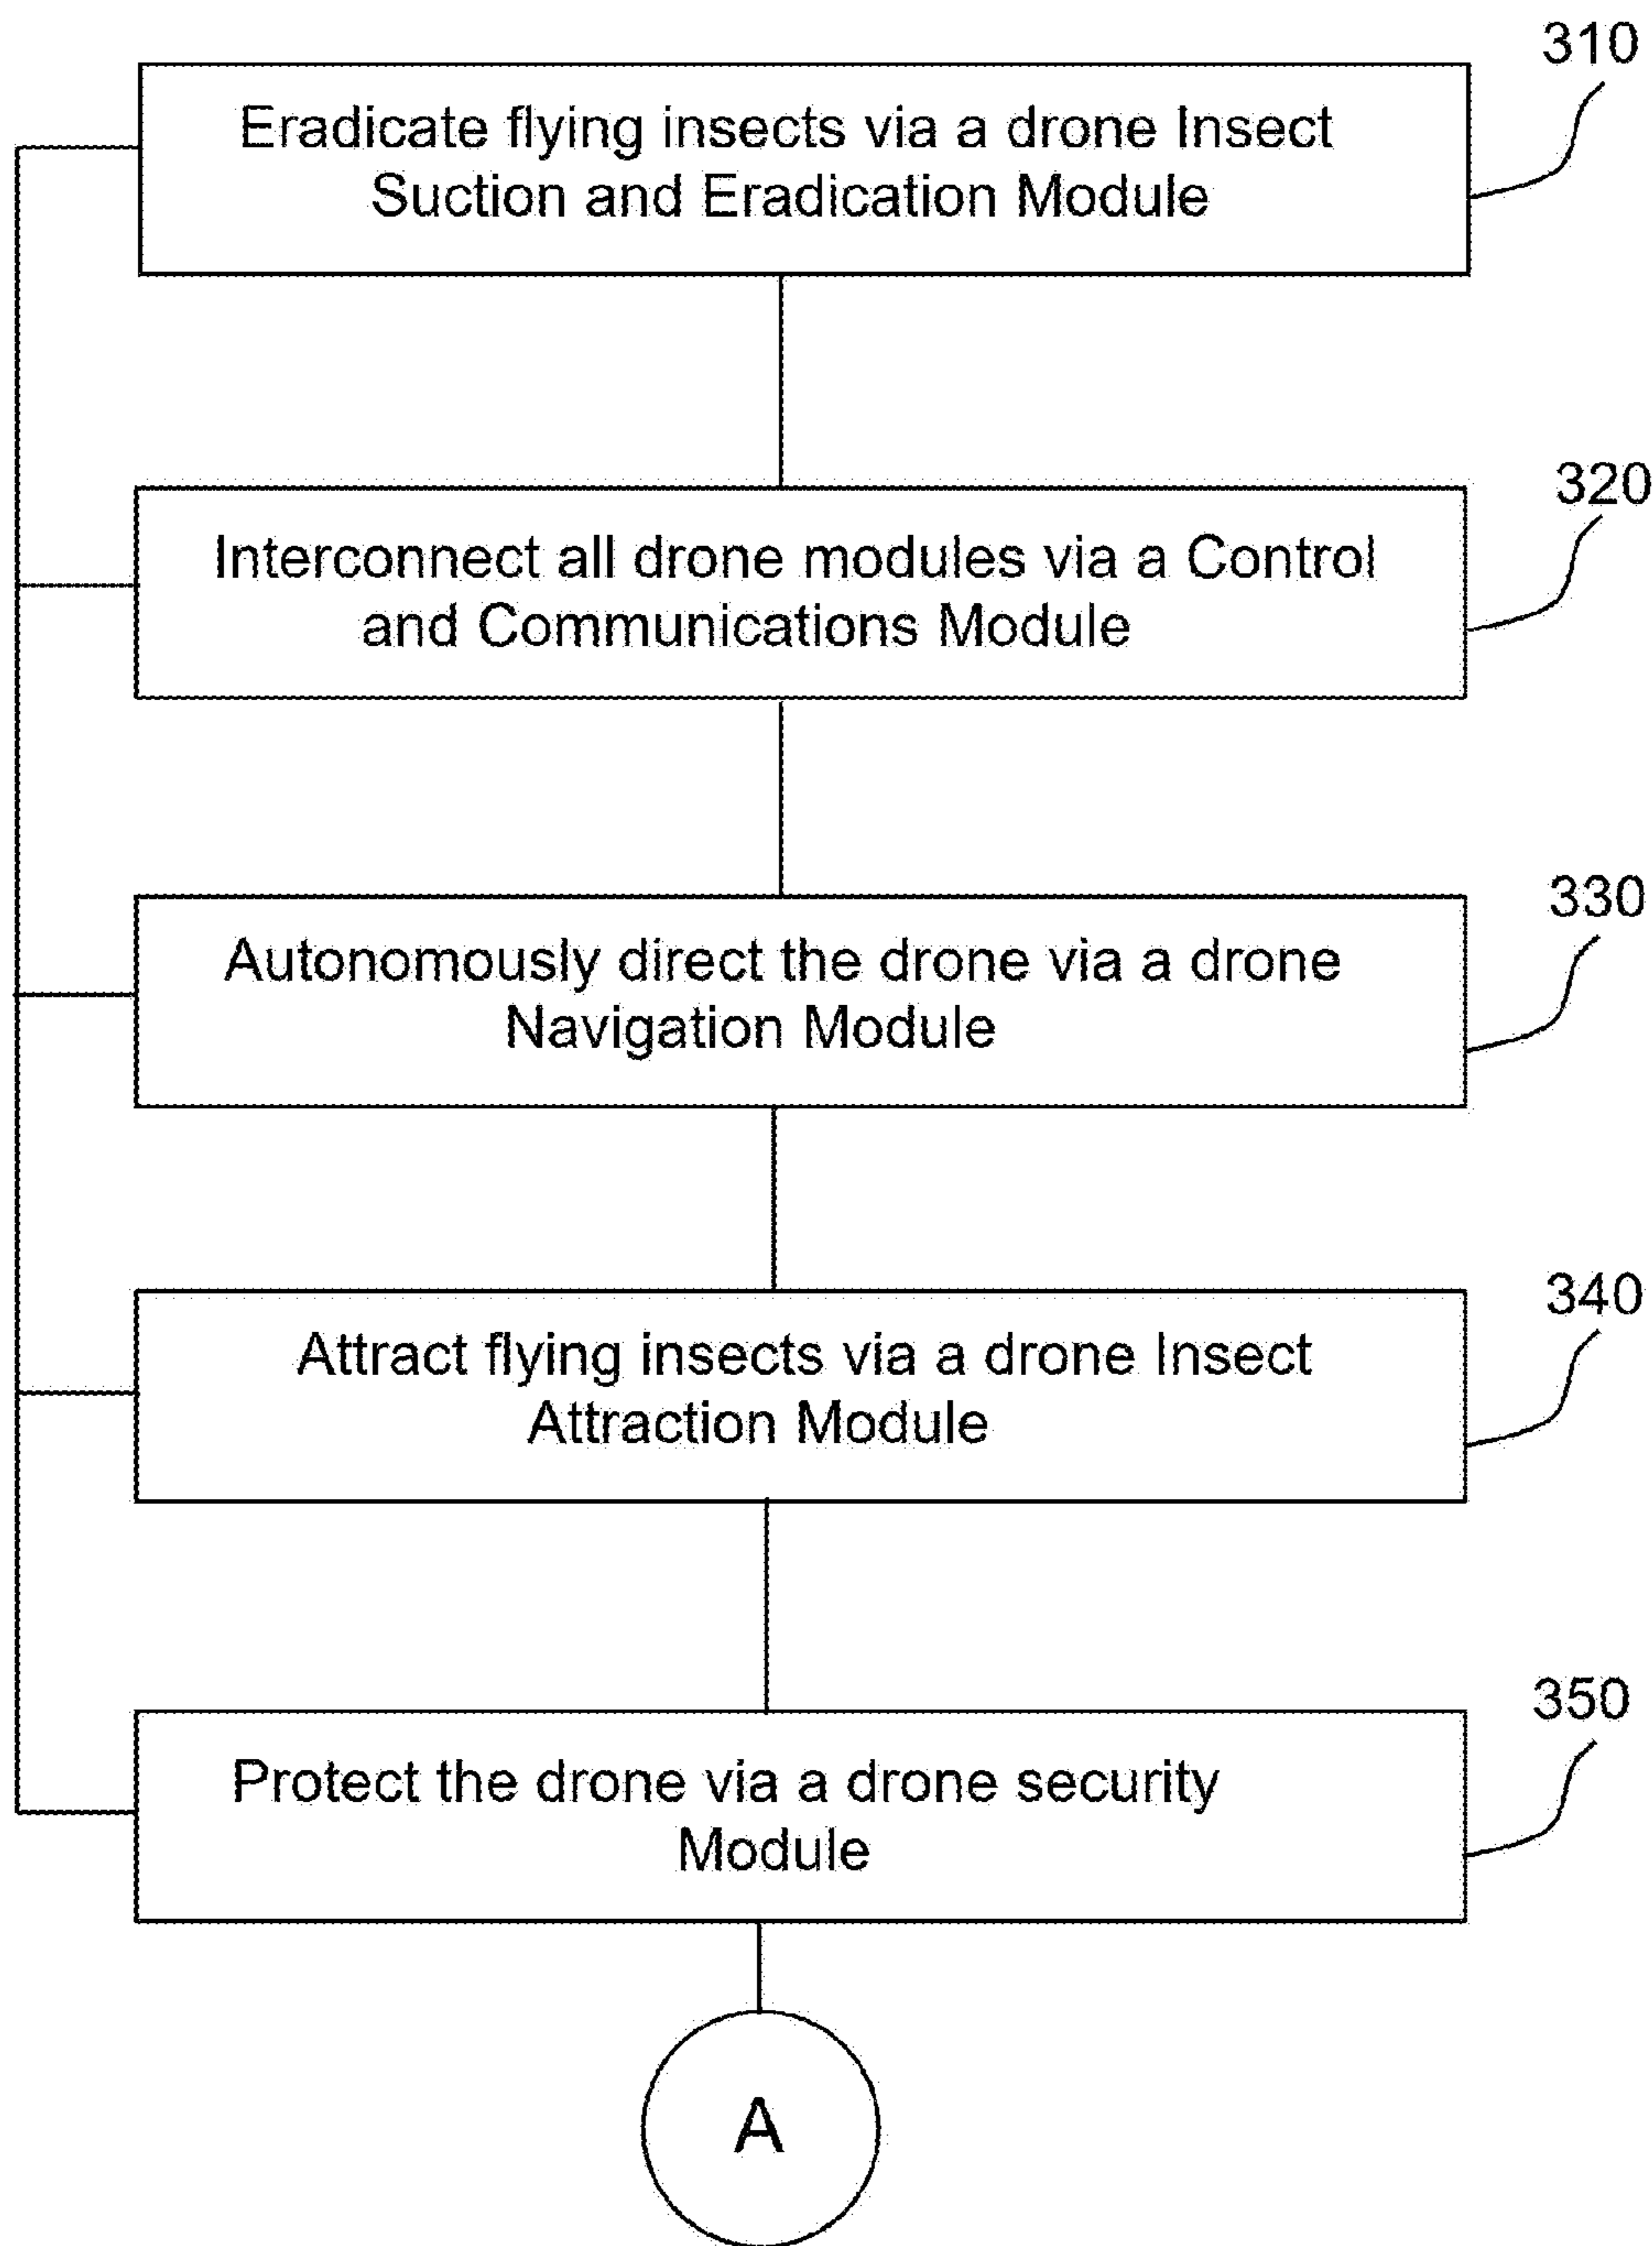 310
Eradicate flying insects via a drone Insect
Suction and Eradication Module
320
Interconnect all drone modules via a Control
and Communications Module
330
Autonomously direct the drone via a drone
Navigation Module
340
Attract flying insects via a drone Insect
Attraction Module
350
Protect the drone via a drone security
Module
A